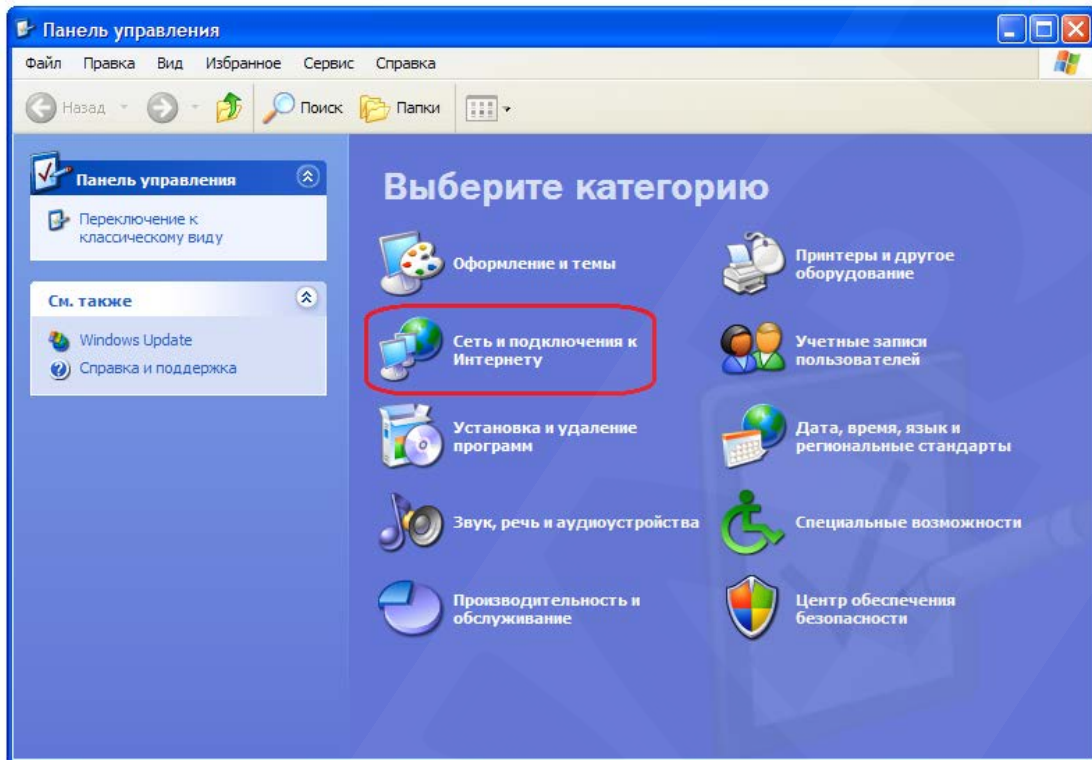 Панель управления
Файл Правка Вид Избранное Сервис Справка
Назад Поиск Папки
Панель управления
Переключение к
классическому виду
См. также
Windows Update
Справка и поддержка
Выберите категорию
Оформление и темы
Принтеры и другое
оборудование
Сеть и подключения к
Интернету
Учетные записи
пользователей
Установка и удаление
программ
Дата, время, язык и
региональные стандарты
Звук, речь и аудиоустройства
Специальные возможности
Производительность и
обслуживание
Центр обеспечения
безопасности